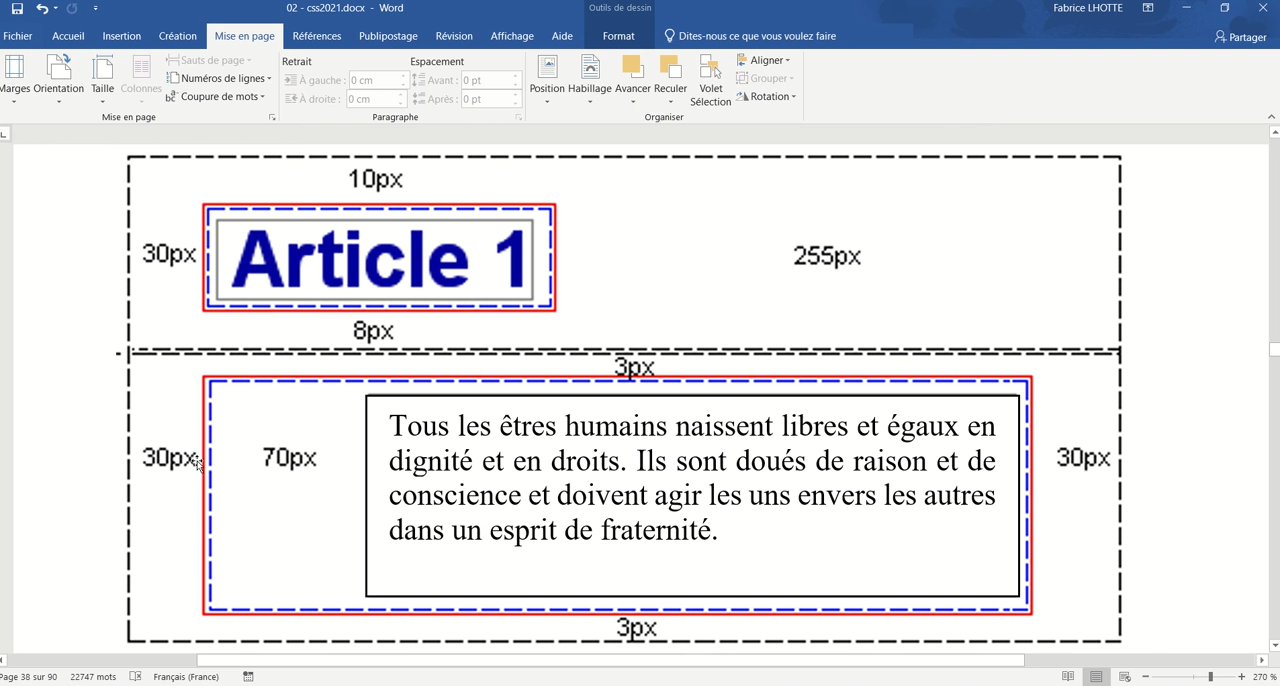 02 - css2021.docx - Word
Outils de dessin
Fabrice LHOTTE
Fichier Accueil Insertion Création Mise en page Références Publipostage Révision Affichage Aide Format Dites-nous ce que vous voulez faire Partager
Marges Orientation Taille Colonnes
Sauts de page
Numéros de lignes
Coupure de mots
Mise en page
Retrait
À gauche : 0 cm
À droite : 0 cm
Espacement
Avant : 0 pt
Après : 0 pt
Paragraphe
Position Habillage Avancer Reculer Volet
Sélection
Aligner
Grouper
Rotation
Organiser
10px
30px
Article 1
255px
8px
3px
30px
70px
Tous les êtres humains naissent libres et égaux en
dignité et en droits. Ils sont doués de raison et de
conscience et doivent agir les uns envers les autres
dans un esprit de fraternité.
30px
3px
Page 38 sur 90 22747 mots Français (France) 270 %